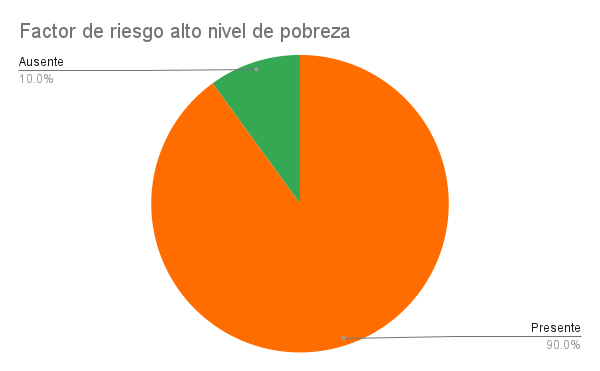 Factor de riesgo alto nivel de pobreza
Ausente
10.0%
Presente
90.0%